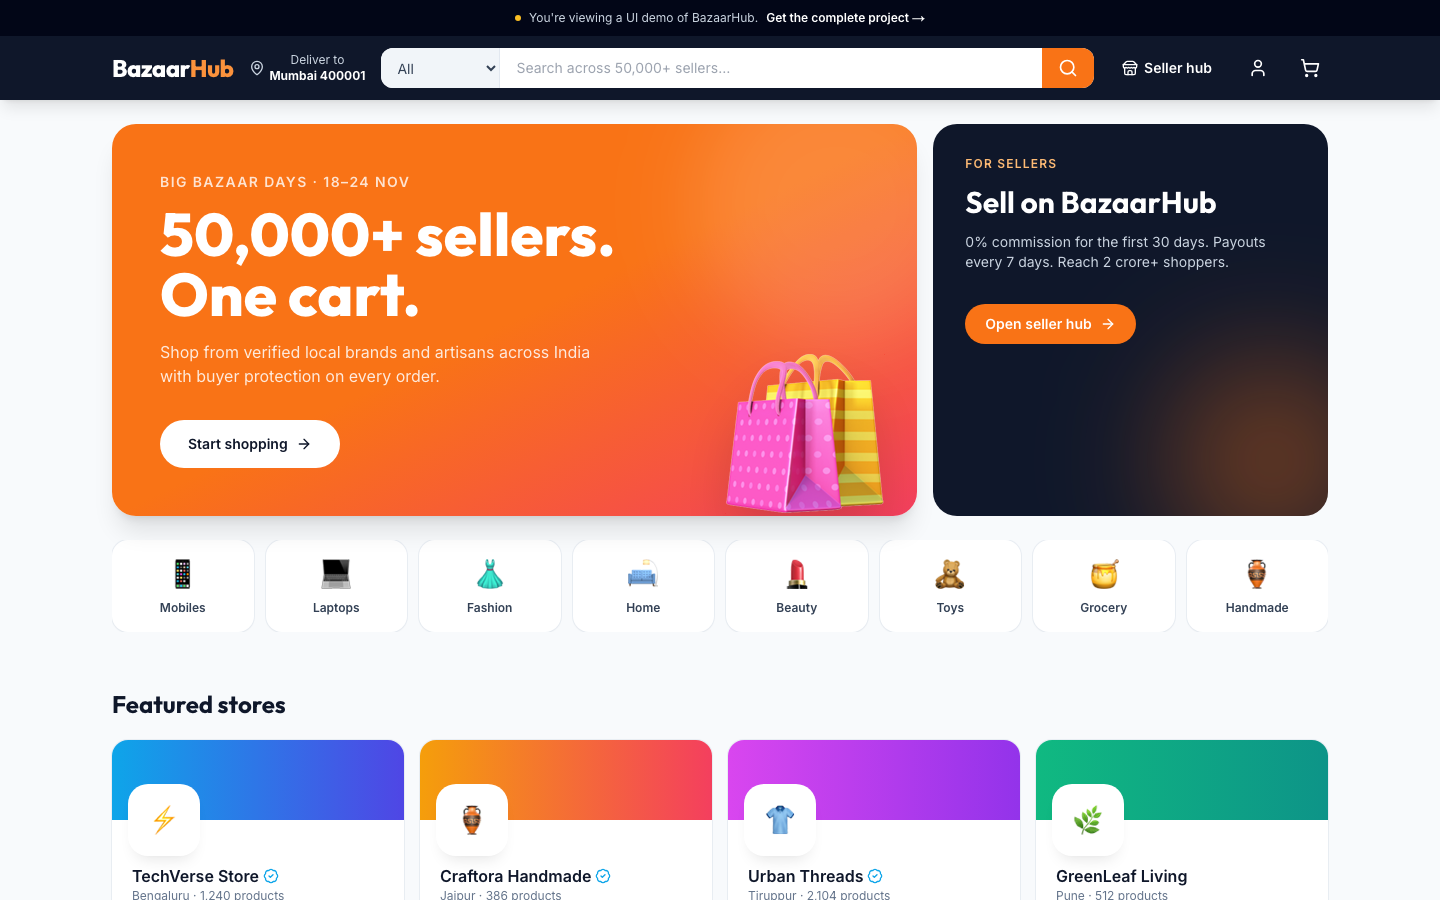 You're viewing a UI demo of BazaarHub. Get the complete project →
BazaarHub
Deliver to
Mumbai 400001
All
Search across 50,000+ sellers...
Seller hub
BIG BAZAAR DAYS · 18–24 NOV
50,000+ sellers.
One cart.
Shop from verified local brands and artisans across India
with buyer protection on every order.
Start shopping →
FOR SELLERS
Sell on BazaarHub
0% commission for the first 30 days. Payouts
every 7 days. Reach 2 crore+ shoppers.
Open seller hub →
Mobiles
Laptops
Fashion
Home
Beauty
Toys
Grocery
Handmade
Featured stores
TechVerse Store
Bengaluru · 1,240 products
Craftora Handmade
Jaipur · 386 products
Urban Threads
Tiruppur · 2,104 products
GreenLeaf Living
Pune · 512 products